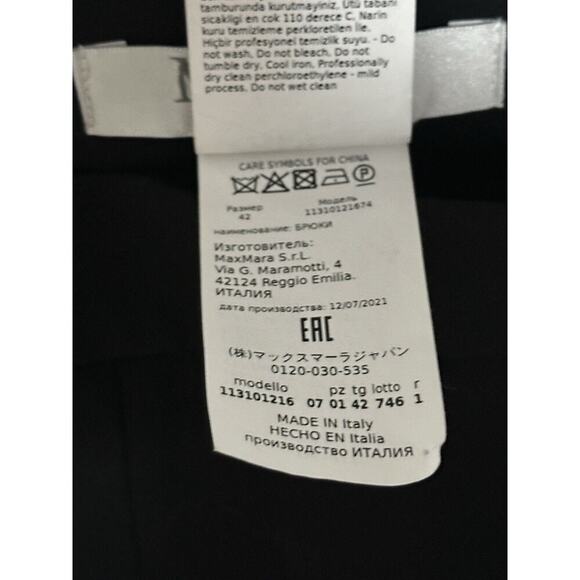 tamburunda kurutmayiniz. Ütü tabani
sicakligi en cok 110 derece C. Narin
kuru temizleme perkloretilen İle.
Hiçbir profesyonel temizlik suyu. - Do
not wash. Do not bleach. Do not
tumble dry. Cool iron. Professionally
dry clean perchloroethylene - mild
process. Do not wet clean
M
CARE SYMBOLS FOR CHINA
P
Размер Модель
42 11310121674
наименование: БРЮКИ
Изготовитель:
MaxMara S.r.L.
Via G. Maramotti, 4
42124 Reggio Emilia.
ИТАЛИЯ
дата производства: 12/07/2021
EAC
(株)マックスマーラジャパン
0120-030-535
modello pz tg lotto r
113101216 07 01 42 746 1
MADE IN Italy
HECHO EN Italia
производство ИТАЛИЯ